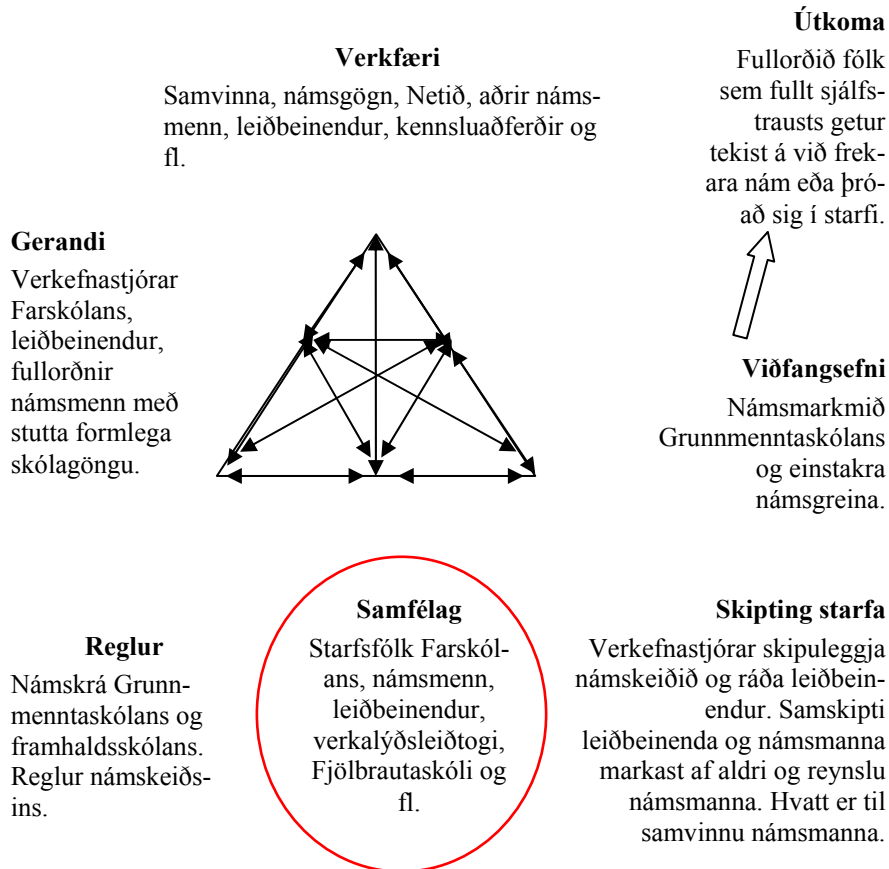 Útkoma
Fullorðið fólk
sem fullt sjálfs-
trausts getur
tekist á við frek-
ara nám eða þró-
að sig í starfi.
Verkfæri
Samvinna, námsgögn, Netið, aðrir náms-
menn, leiðbeinendur, kennsluaðferðir og
fl.
Gerandi
Verkefnastjórar
Farskólans,
leiðbeinendur,
fullorðnir
námsmenn með
stutta formlega
skólagöngu.
Viðfangsefni
Námsmarkmið
Grunnmenntaskólans
og einstakra
námsgreina.
Reglur
Námskrá Grunn-
menntaskólans og
framhaldsskólans.
Reglur námskeiðs-
ins.
Samfélag
Starfsfólk Farskól-
ans, námsmenn,
leiðbeinendur,
verkalýðsleiðtogi,
Fjölbrautaskóli og
fl.
Skipting starfa
Verkefnastjórar skipuleggja
námskeiðið og ráða leiðbein-
endur. Samskipti
leiðbeinenda og námsmanna
markast af aldri og reynslu
námsmanna. Hvatt er til
samvinnu námsmanna.